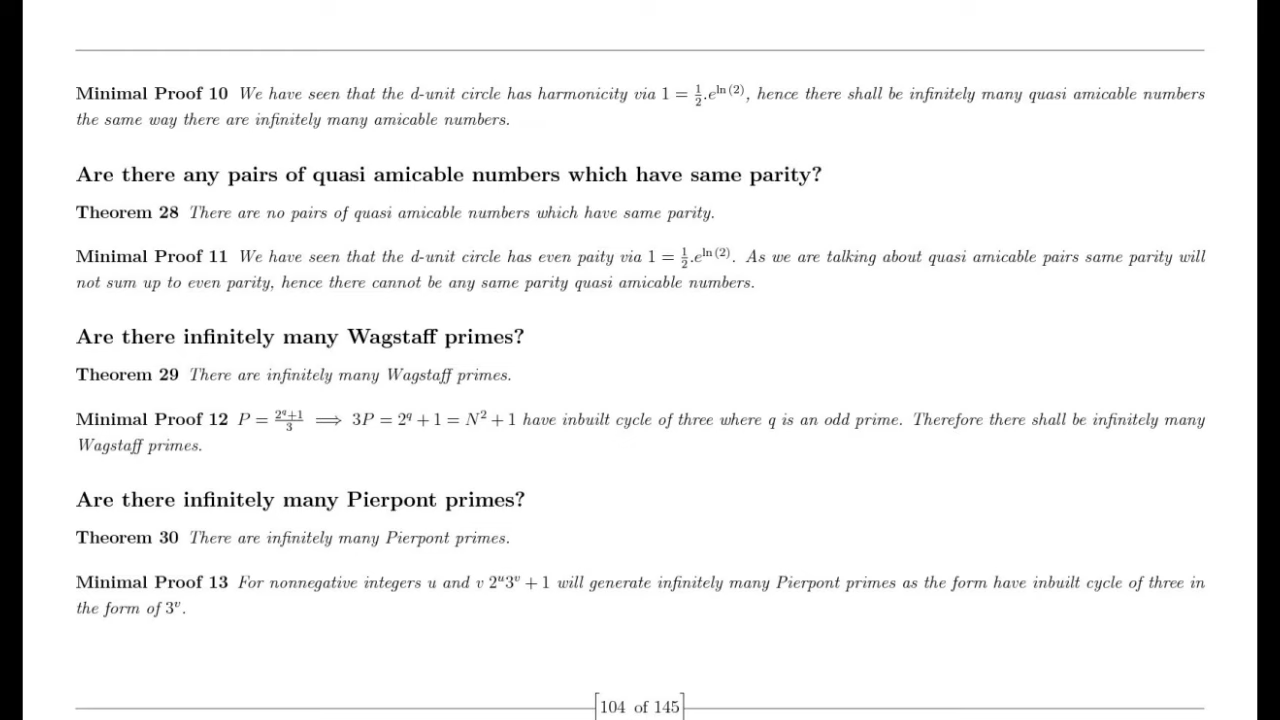 Minimal Proof 10 We have seen that the d-unit circle has harmonicity via 1 = \frac{1}{2}.e^{ln(2)}, hence there shall be infinitely many quasi amicable numbers
the same way there are infinitely many amicable numbers.
Are there any pairs of quasi amicable numbers which have same parity?
Theorem 28 There are no pairs of quasi amicable numbers which have same parity.
Minimal Proof 11 We have seen that the d-unit circle has even paity via 1 = \frac{1}{2}.e^{ln(2)}. As we are talking about quasi amicable pairs same parity will
not sum up to even parity, hence there cannot be any same parity quasi amicable numbers.
Are there infinitely many Wagstaff primes?
Theorem 29 There are infinitely many Wagstaff primes.
Minimal Proof 12 P = \frac{2^q+1}{3} ⟹ 3P = 2^q + 1 = N^2 + 1 have inbuilt cycle of three where q is an odd prime. Therefore there shall be infinitely many
Wagstaff primes.
Are there infinitely many Pierpont primes?
Theorem 30 There are infinitely many Pierpont primes.
Minimal Proof 13 For nonnegative integers u and v 2^u3^v + 1 will generate infinitely many Pierpont primes as the form have inbuilt cycle of three in
the form of 3^v.
[104 of 145]